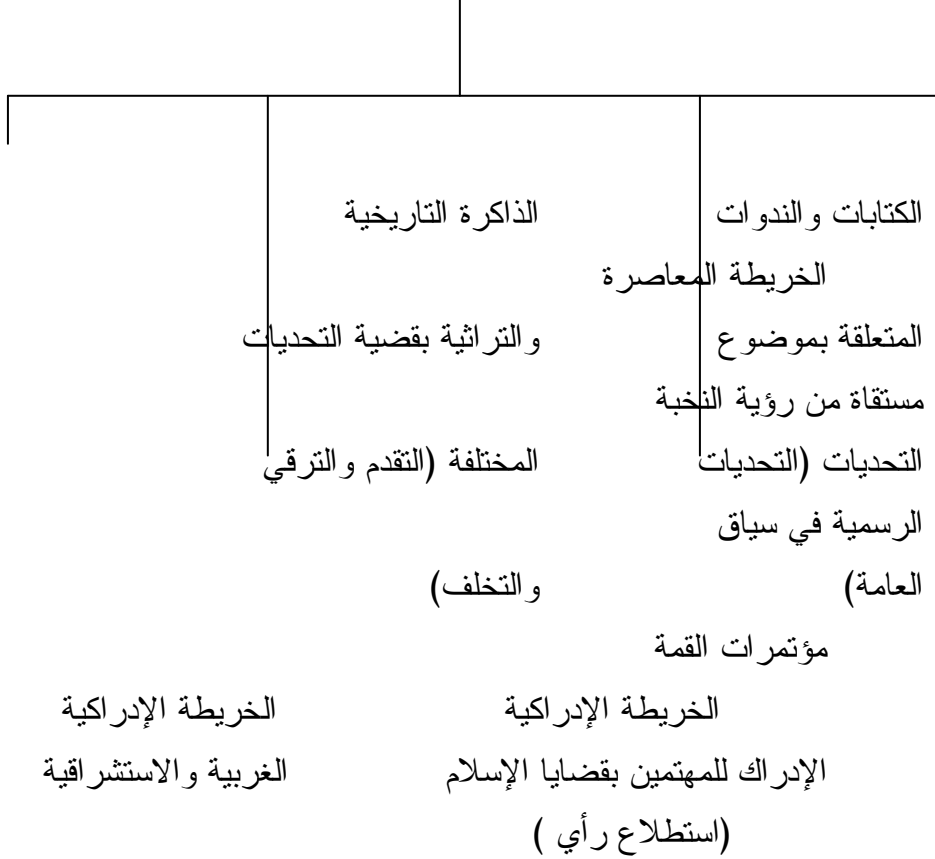 الكتابات والندوات الذاكرة التاريخية
الخريطة المعاصرة
المتعلقة بموضوع والتراثية بقضية التحديات
مستقاة من رؤية النخبة
التحديات (التحديات المختلفة (التقدم والترقي
الرسمية في سياق
العامة) والتخلف)
مؤتمرات القمة
الخريطة الإدراكية الخريطة الإدراكية
الإدراك للمهتمين بقضايا الإسلام الغربية والاستشراقية
(استطلاع رأي )